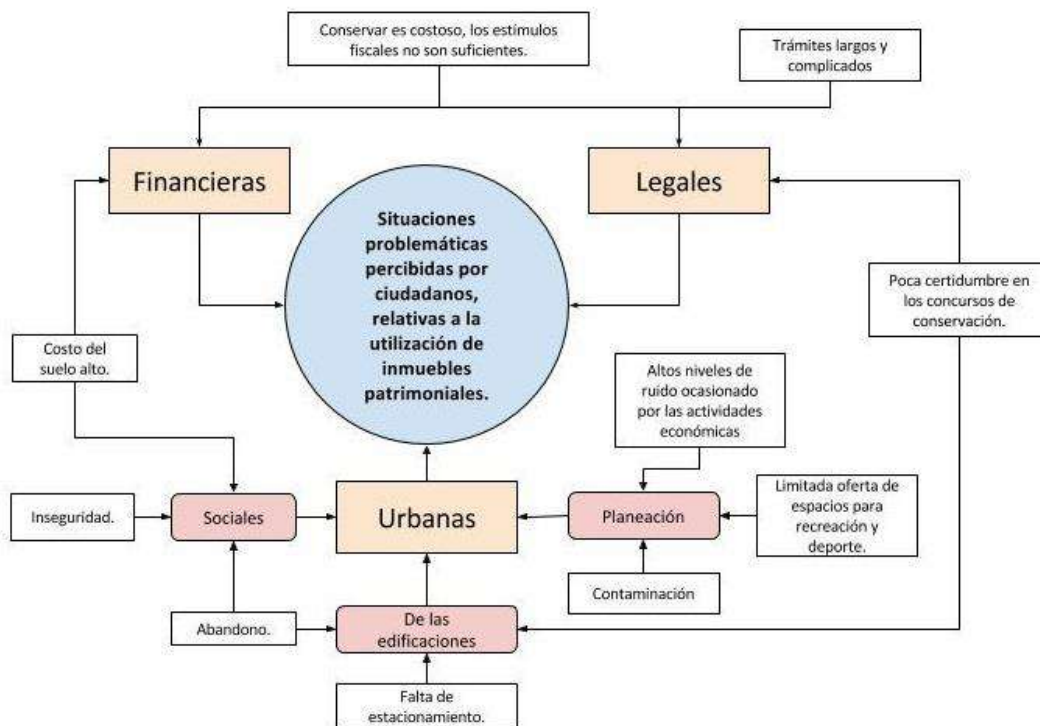 Conservar es costoso, los estímulos
fiscales no son suficientes.
Trámites largos y
complicados
Financieras
Legales
Situaciones
problemáticas
percibidas por
ciudadanos,
relativas a la
utilización de
inmuebles
patrimoniales.
Poca certidumbre en
los concursos de
conservación.
Costo del
suelo alto.
Altos niveles de
ruido ocasionado
por las actividades
económicas
Inseguridad.
Sociales
Urbanas
Planeación
Limitada oferta de
espacios para
recreación y
deporte.
Contaminación
Abandono.
De las
edificaciones
Falta de
estacionamiento.